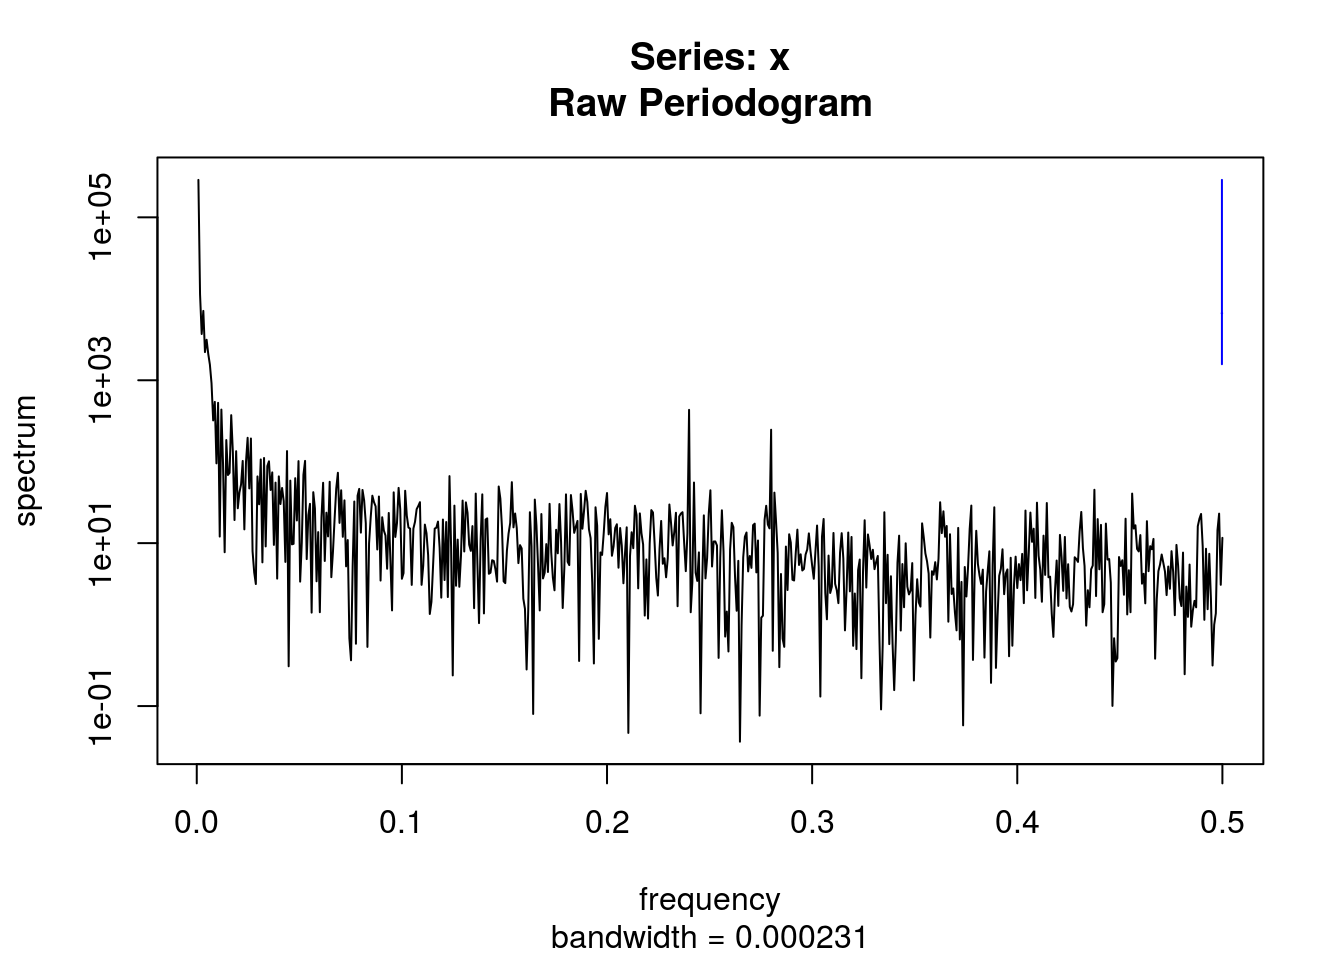 Series: x
Raw Periodogram
1e+05
1e+03
1e+01
1e-01
spectrum
0.0 0.1 0.2 0.3 0.4 0.5
frequency
bandwidth = 0.000231